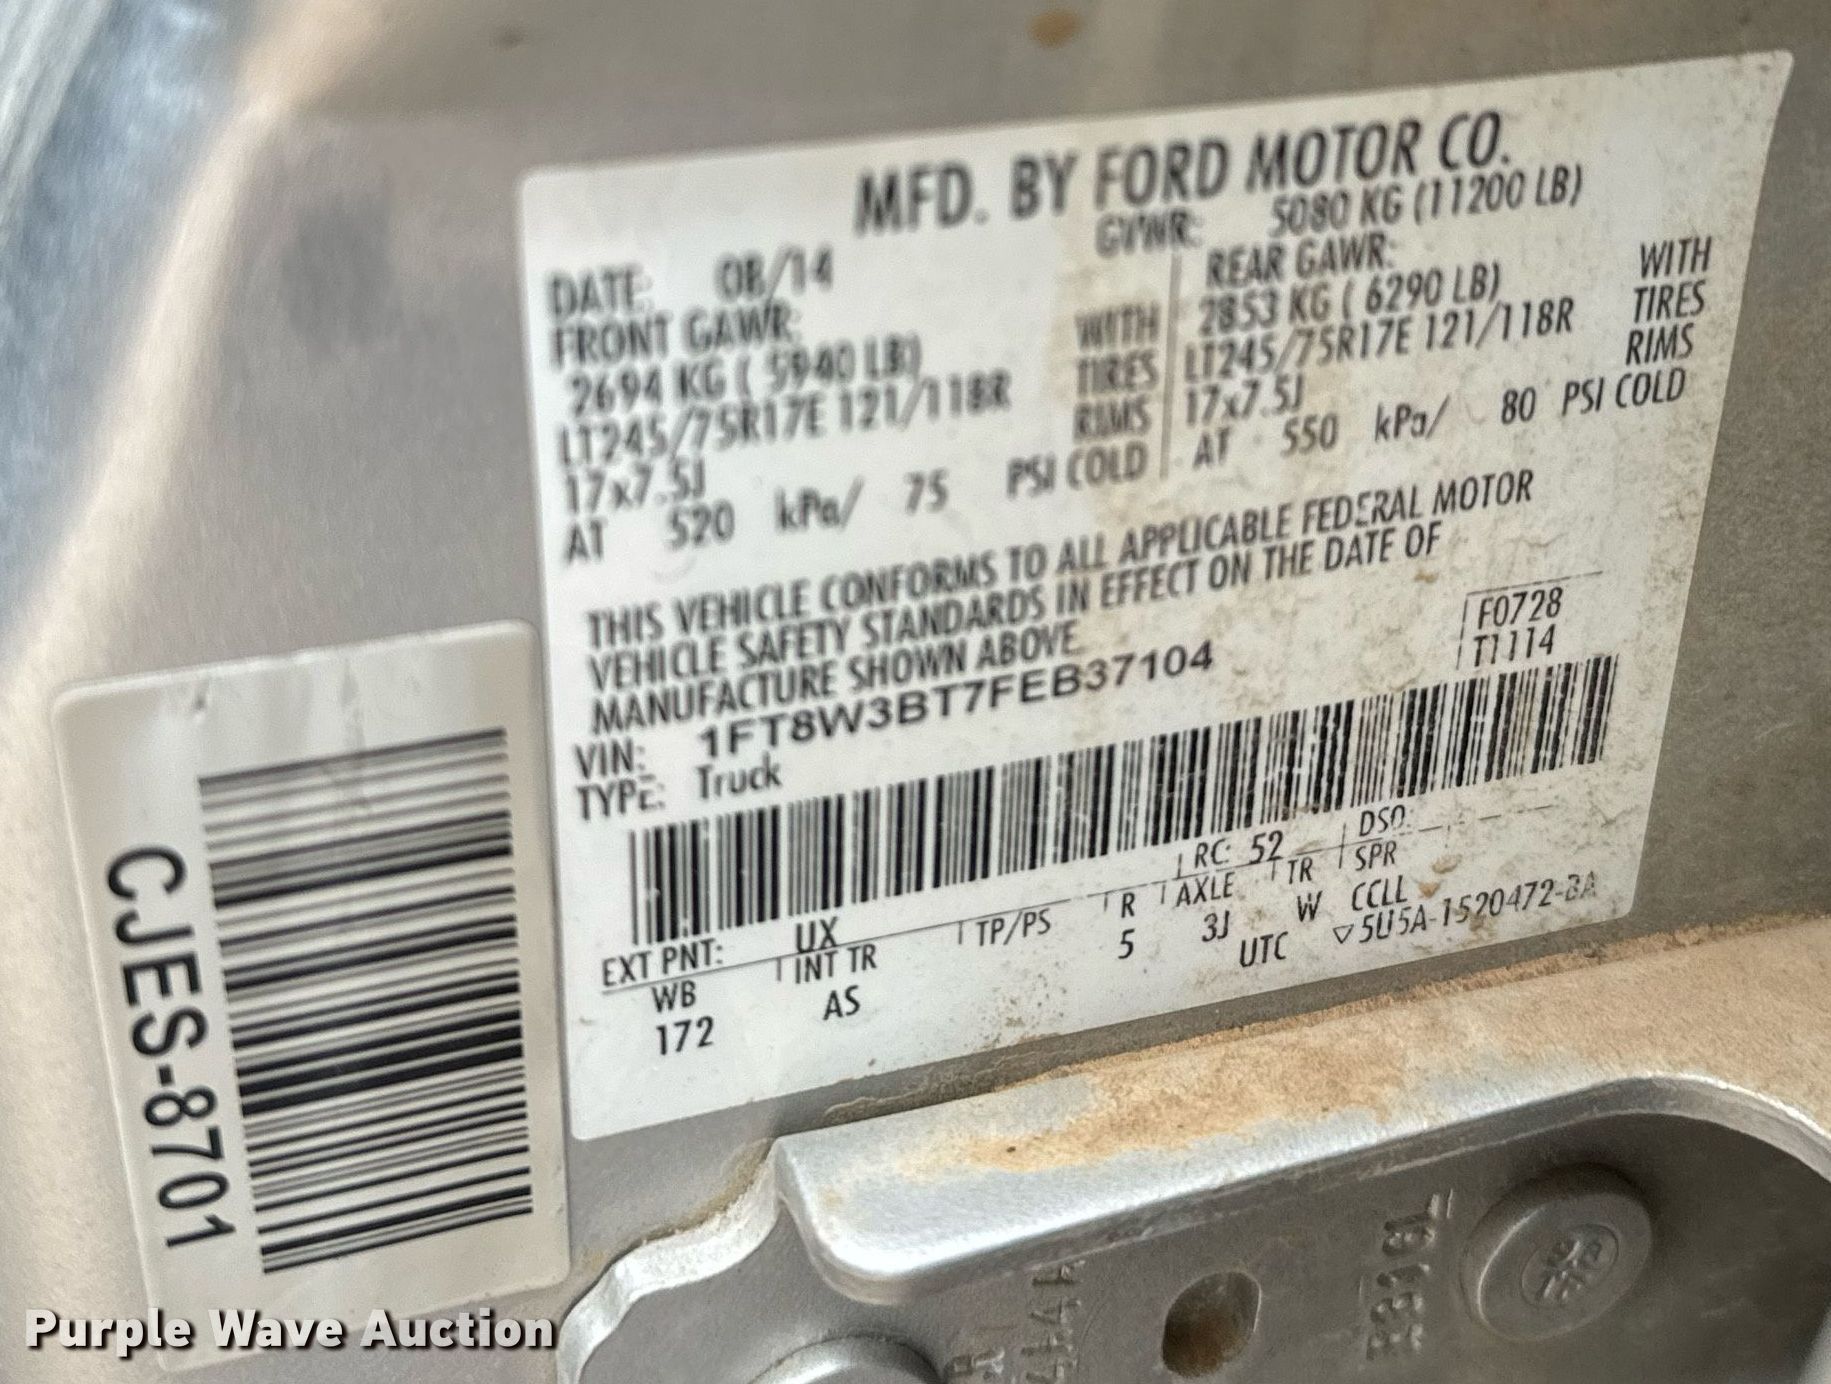 MFD. BY FORD MOTOR CO.
DATE: 08/14
GVWR: 5080 KG (11200 LB)
FRONT GAWR:
2694 KG ( 5940 LB) WITH
LT245/75R17E 121/118R TIRES
17x7.5J RIMS
AT 520 kPa/ 75 PSI COLD
REAR GAWR:
2853 KG ( 6290 LB) WITH
LT245/75R17E 121/118R TIRES
17x7.5J RIMS
AT 550 kPa/ 80 PSI COLD
THIS VEHICLE CONFORMS TO ALL APPLICABLE FEDERAL MOTOR
VEHICLE SAFETY STANDARDS IN EFFECT ON THE DATE OF
MANUFACTURE SHOWN ABOVE.
F0728
T1114
VIN: 1FT8W3BT7FEB37104
TYPE: Truck
EXT PNT: UX RC: 52 DSO:
WB INT TR TP/PS R AXLE TR SPR
172 AS 5 3J W CCLL
UTC ▽5U5A-1520472-BA
CJES-8701
Purple Wave Auction